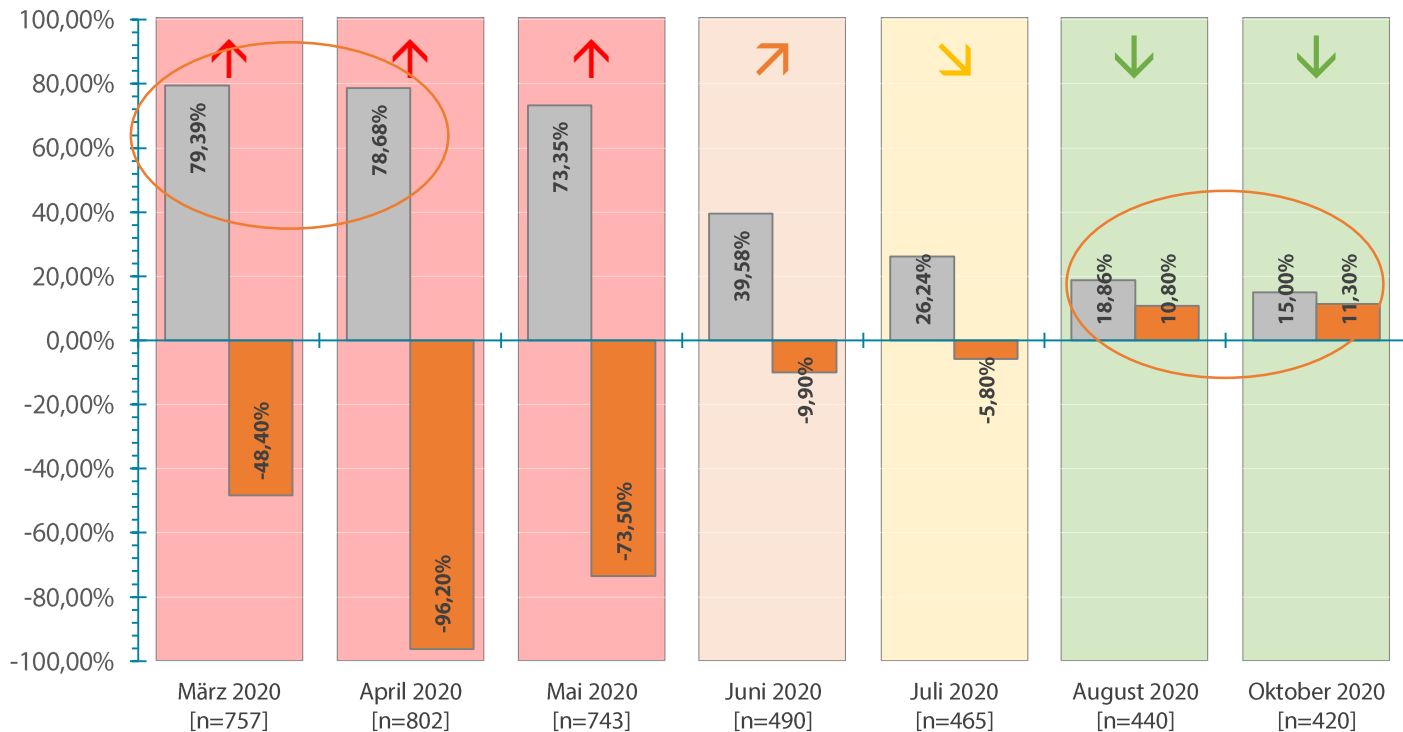 100,00%
80,00%
60,00%
40,00%
20,00%
0,00%
-20,00%
-40,00%
-60,00%
-80,00%
-100,00%
79,39%
-48,40%
78,68%
-96,20%
73,35%
-73,50%
39,58%
-9,90%
26,24%
-5,80%
18,86%
10,80%
15,00%
11,30%
März 2020
[n=757]
April 2020
[n=802]
Mai 2020
[n=743]
Juni 2020
[n=490]
Juli 2020
[n=465]
August 2020
[n=440]
Oktober 2020
[n=420]